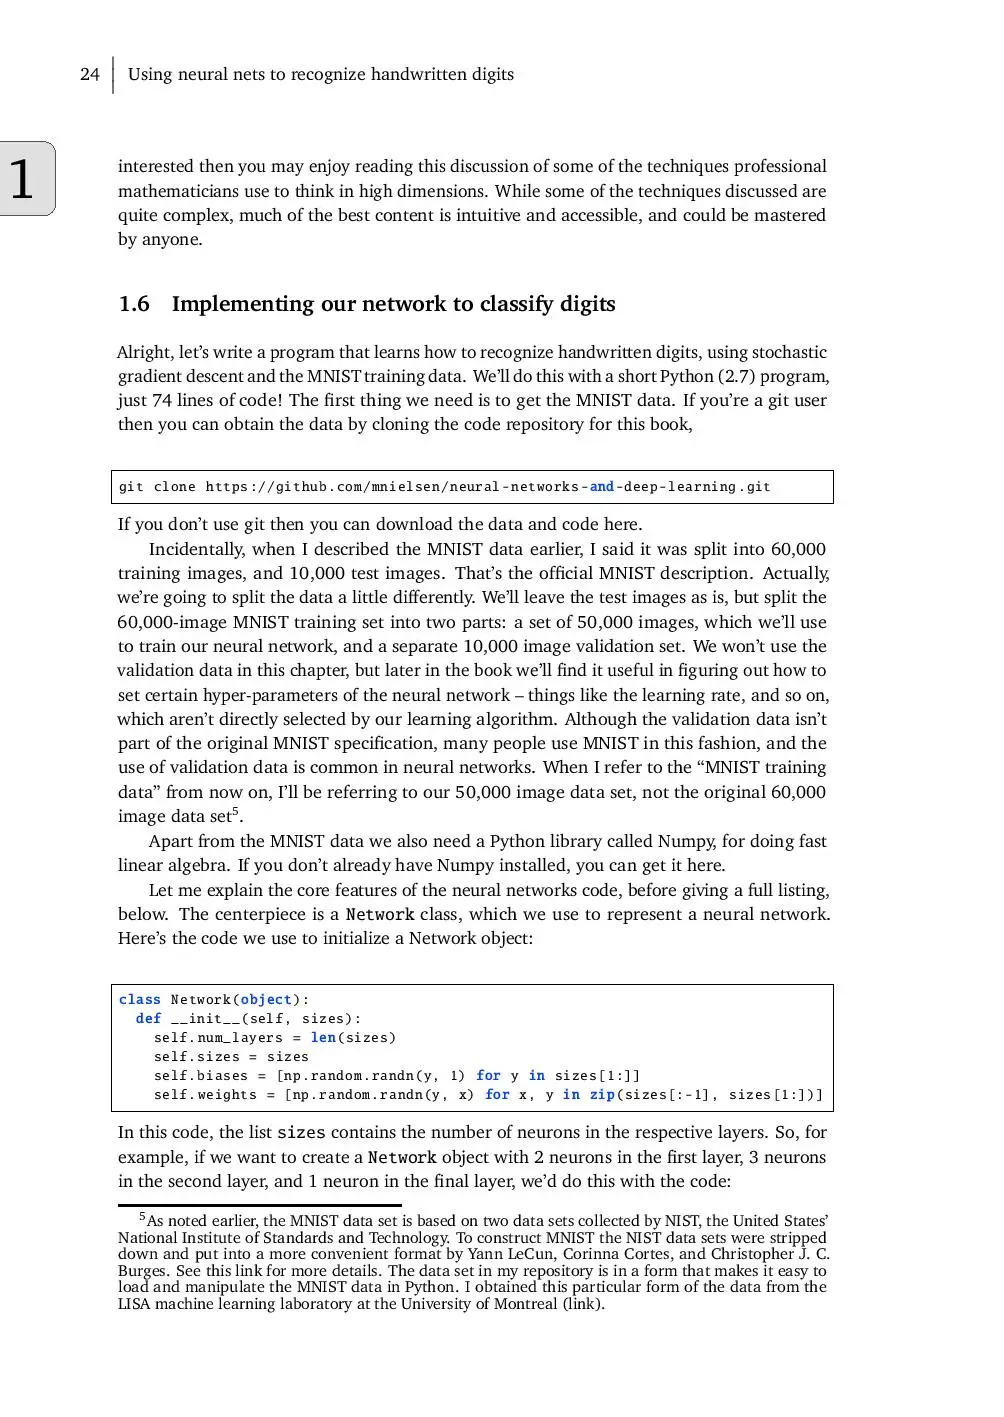 24 Using neural nets to recognize handwritten digits
1
interested then you may enjoy reading this discussion of some of the techniques professional
mathematicians use to think in high dimensions. While some of the techniques discussed are
quite complex, much of the best content is intuitive and accessible, and could be mastered
by anyone.
1.6 Implementing our network to classify digits
Alright, let's write a program that learns how to recognize handwritten digits, using stochastic
gradient descent and the MNIST training data. We'll do this with a short Python (2.7) program,
just 74 lines of code! The first thing we need is to get the MNIST data. If you're a git user
then you can obtain the data by cloning the code repository for this book,
git clone https://github.com/mnielsen/neural-networks-and-deep-learning.git
If you don't use git then you can download the data and code here.
Incidentally, when I described the MNIST data earlier, I said it was split into 60,000
training images, and 10,000 test images. That's the official MNIST description. Actually,
we're going to split the data a little differently. We'll leave the test images as is, but split the
60,000-image MNIST training set into two parts: a set of 50,000 images, which we'll use
to train our neural network, and a separate 10,000 image validation set. We won't use the
validation data in this chapter, but later in the book we'll find it useful in figuring out how to
set certain hyper-parameters of the neural network – things like the learning rate, and so on,
which aren't directly selected by our learning algorithm. Although the validation data isn't
part of the original MNIST specification, many people use MNIST in this fashion, and the
use of validation data is common in neural networks. When I refer to the “MNIST training
data” from now on, I'll be referring to our 50,000 image data set, not the original 60,000
image data set⁵.
Apart from the MNIST data we also need a Python library called Numpy, for doing fast
linear algebra. If you don't already have Numpy installed, you can get it here.
Let me explain the core features of the neural networks code, before giving a full listing,
below. The centerpiece is a Network class, which we use to represent a neural network.
Here's the code we use to initialize a Network object:
class Network(object):
def __init__(self, sizes):
self.num_layers = len(sizes)
self.sizes = sizes
self.biases = [np.random.randn(y, 1) for y in sizes[1:]]
self.weights = [np.random.randn(y, x) for x, y in zip(sizes[:-1], sizes[1:])]
In this code, the list sizes contains the number of neurons in the respective layers. So, for
example, if we want to create a Network object with 2 neurons in the first layer, 3 neurons
in the second layer, and 1 neuron in the final layer, we'd do this with the code:
⁵As noted earlier, the MNIST data set is based on two data sets collected by NIST, the United States'
National Institute of Standards and Technology. To construct MNIST the NIST data sets were stripped
down and put into a more convenient format by Yann LeCun, Corinna Cortes, and Christopher J. C.
Burges. See this link for more details. The data set in my repository is in a form that makes it easy to
load and manipulate the MNIST data in Python. I obtained this particular form of the data from the
LISA machine learning laboratory at the University of Montreal (link).